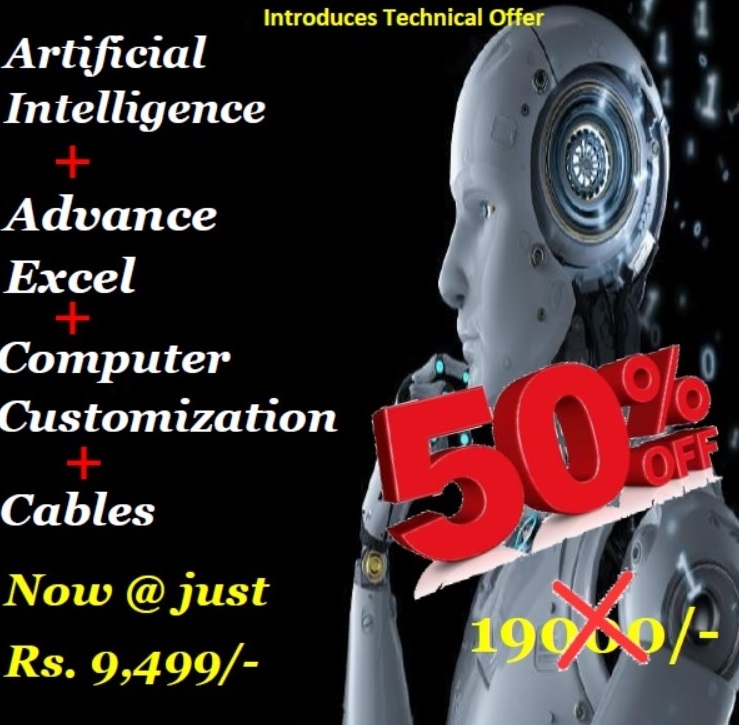 Introduces Technical Offer
Artificial
Intelligence
+
Advance
Excel
+
Computer
Customization
+
Cables
50% OFF
Now @ just
Rs. 9,499/-
19000/-